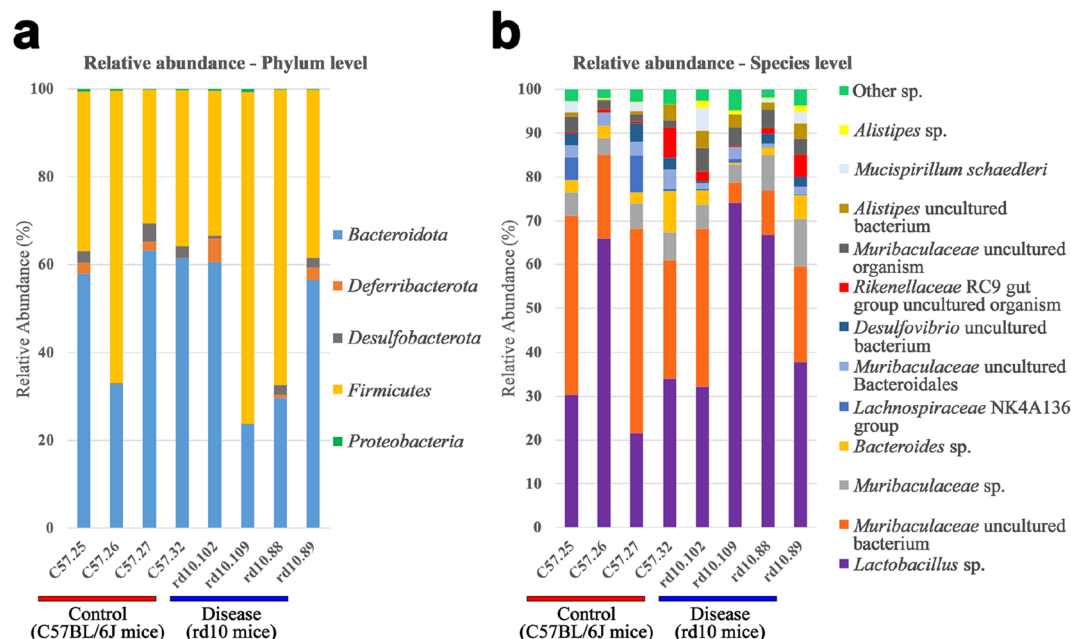 a
Relative abundance - Phylum level
Relative Abundance (%)
100
80
60
40
20
0
C57.25
C57.26
C57.27
C57.32
rd10.102
rd10.109
rd10.88
rd10.89
Control
(C57BL/6J mice)
Disease
(rd10 mice)
Bacteroidota
Deferribacterota
Desulfobacterota
Firmicutes
Proteobacteria
b
Relative abundance - Species level
Relative Abundance (%)
100
90
80
70
60
50
40
30
20
10
0
C57.25
C57.26
C57.27
C57.32
rd10.102
rd10.109
rd10.88
rd10.89
Control
(C57BL/6J mice)
Disease
(rd10 mice)
Other sp.
Alistipes sp.
Mucispirillum schaedleri
Alistipes uncultured
bacterium
Muribaculaceae uncultured
organism
Rikenellaceae RC9 gut
group uncultured organism
Desulfovibrio uncultured
bacterium
Muribaculaceae uncultured
Bacteroidales
Lachnospiraceae NK4A136
group
Bacteroides sp.
Muribaculaceae sp.
Muribaculaceae uncultured
bacterium
Lactobacillus sp.